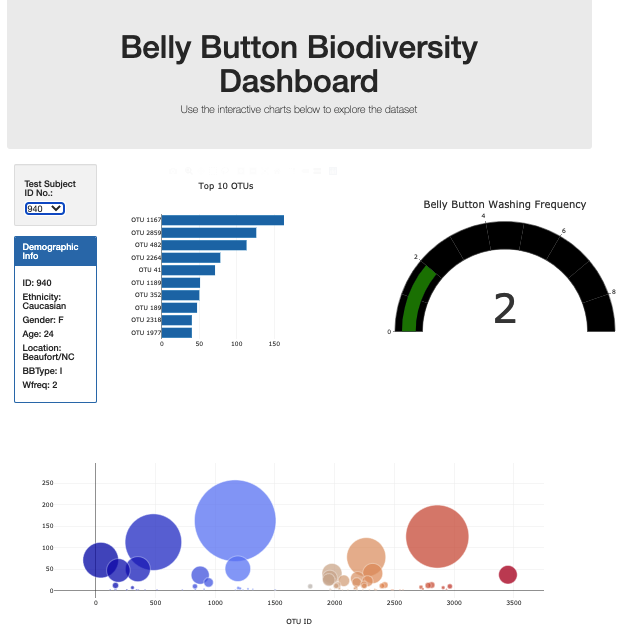 Belly Button Biodiversity
Dashboard
Use the interactive charts below to explore the dataset
Test Subject
ID No.:
940
Demographic
Info
ID: 940
Ethnicity:
Caucasian
Gender: F
Age: 24
Location:
Beaufort/NC
BBType: I
Wfreq: 2
Top 10 OTUs
OTU 1167
OTU 2859
OTU 482
OTU 2264
OTU 41
OTU 1189
OTU 352
OTU 189
OTU 2318
OTU 1977
0 50 100 150
Belly Button Washing Frequency
0 2 4 6 8
2
250
200
150
100
50
0
0 500 1000 1500 2000 2500 3000 3500
OTU ID